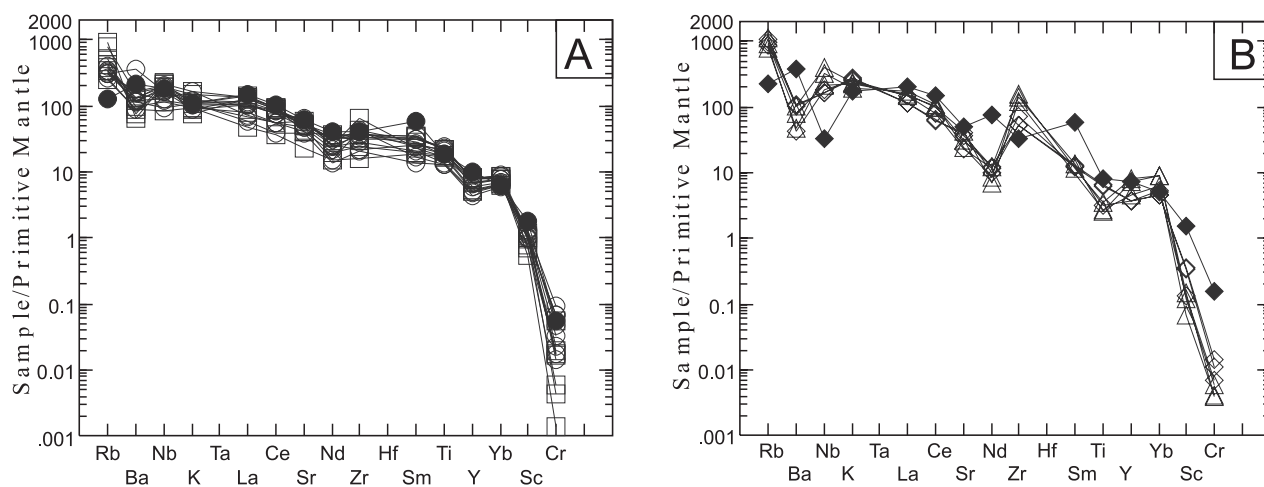 A
Sample/Primitive Mantle
2000
1000
100
10
1
0.1
0.01
.001
Rb Nb Ta Ce Nd Hf Ti Yb Cr
Ba K La Sr Zr Sm Y Sc
B
Sample/Primitive Mantle
2000
1000
100
10
1
0.1
0.01
.001
Rb Nb K Ta La Ce Sr Nd Zr Hf Ti Y Yb Cr
Ba Sm Sc